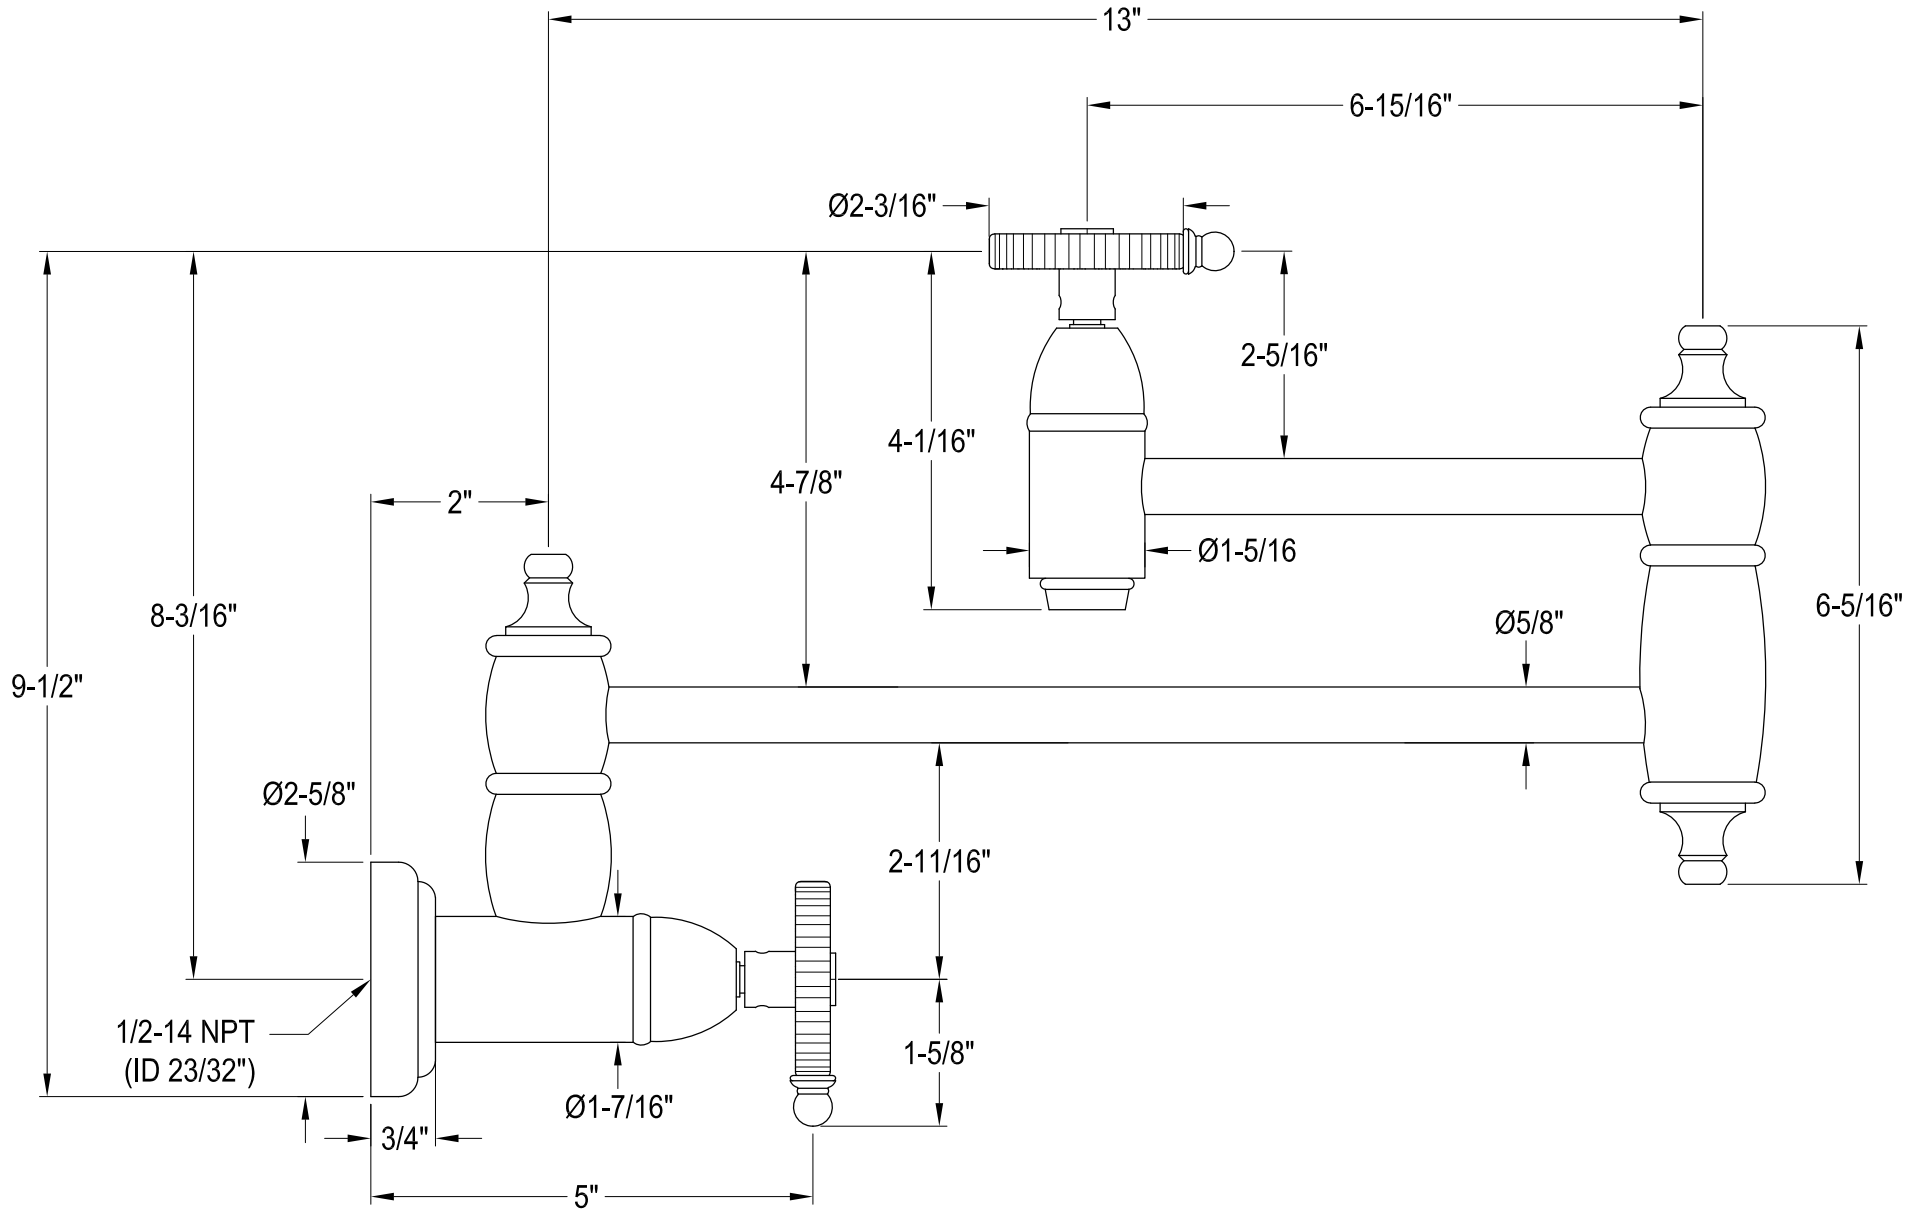 13"
6-15/16"
Ø2-3/16"
2-5/16"
4-1/16"
4-7/8"
2"
Ø1-5/16
8-3/16"
6-5/16"
Ø5/8"
9-1/2"
Ø2-5/8"
2-11/16"
1/2-14 NPT
(ID 23/32")
1-5/8"
Ø1-7/16"
3/4"
5"